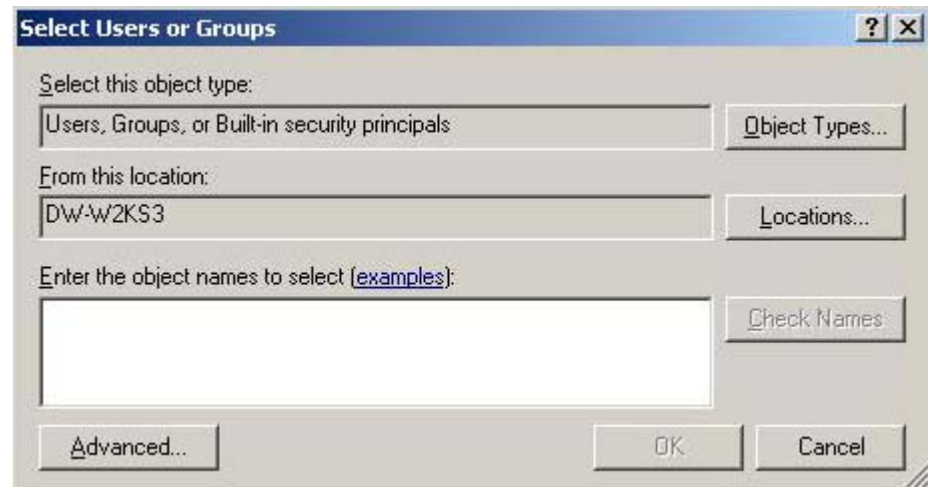 Select Users or Groups
Select this object type:
Users, Groups, or Built-in security principals
Object Types...
From this location:
DW-W2KS3
Locations...
Enter the object names to select (examples):
Check Names
Advanced...
OK
Cancel